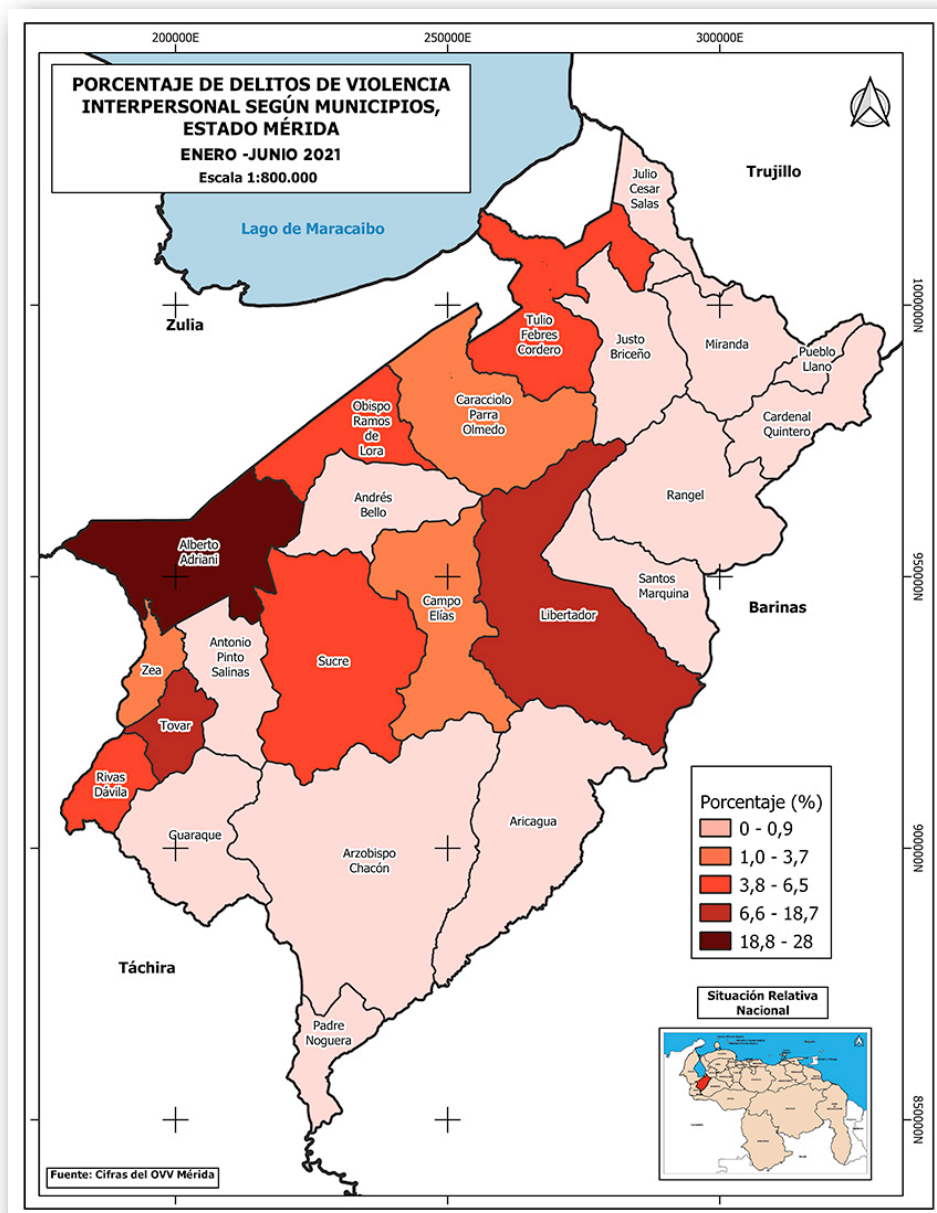 200000E
250000E
300000E
PORCENTAJE DE DELITOS DE VIOLENCIA
INTERPERSONAL SEGÚN MUNICIPIOS,
ESTADO MÉRIDA
ENERO -JUNIO 2021
Escala 1:800.000
Lago de Maracaibo
Trujillo
Julio
Cesar
Salas
Zulia
1000000N
Tulio
Febres
Cordero
Justo
Briceño
Miranda
Pueblo
Llano
Obispo
Ramos
de
Lora
Caracciolo
Parra
Olmedo
Cardenal
Quintero
Andrés
Bello
Rangel
Alberto
Adriani
950000N
Santos
Marquina
Campo
Elías
Libertador
Barinas
Antonio
Pinto
Salinas
Zea
Sucre
Tovar
Rivas
Dávila
Guaraque
Arzobispo
Chacón
Aricagua
900000N
Porcentaje (%)
0 - 0,9
1,0 - 3,7
3,8 - 6,5
6,6 - 18,7
18,8 - 28
Táchira
Situación Relativa
Nacional
Padre
Noguera
850000N
Fuente: Cifras del OVV Mérida